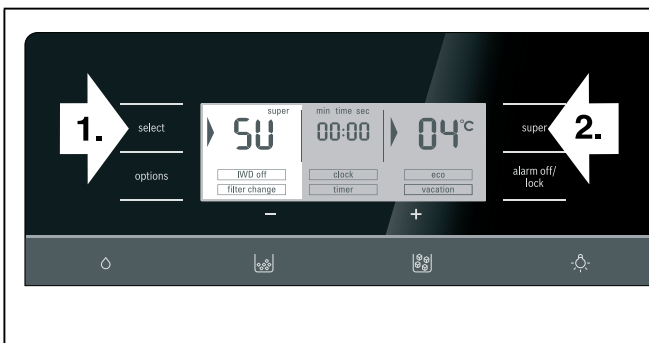 1.
select
options
super
SU
IWD off
filter change
min time sec
00:00
clock
timer
04°C
eco
vacation
−
+
super
2.
alarm off/
lock